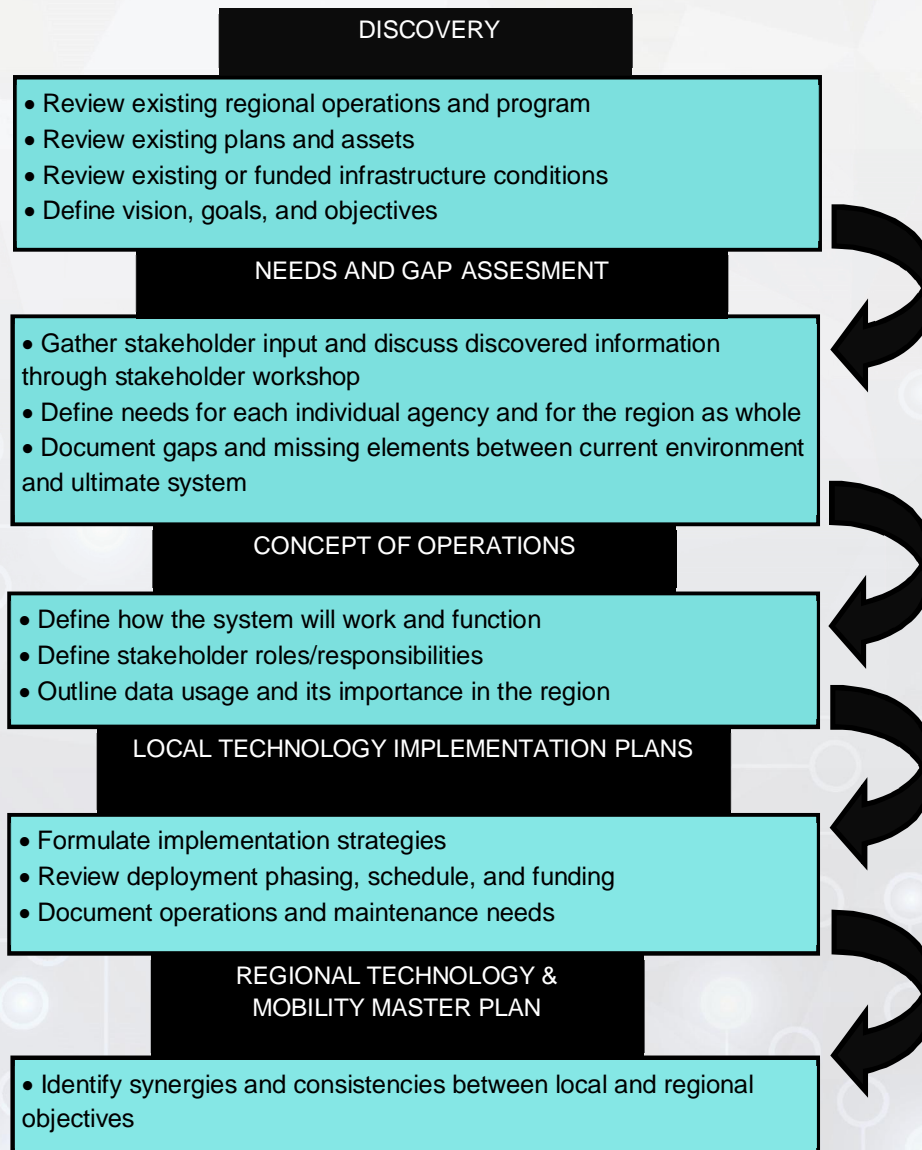 DISCOVERY
• Review existing regional operations and program
• Review existing plans and assets
• Review existing or funded infrastructure conditions
• Define vision, goals, and objectives
NEEDS AND GAP ASSESMENT
• Gather stakeholder input and discuss discovered information
through stakeholder workshop
• Define needs for each individual agency and for the region as whole
• Document gaps and missing elements between current environment
and ultimate system
CONCEPT OF OPERATIONS
• Define how the system will work and function
• Define stakeholder roles/responsibilities
• Outline data usage and its importance in the region
LOCAL TECHNOLOGY IMPLEMENTATION PLANS
• Formulate implementation strategies
• Review deployment phasing, schedule, and funding
• Document operations and maintenance needs
REGIONAL TECHNOLOGY &
MOBILITY MASTER PLAN
• Identify synergies and consistencies between local and regional
objectives